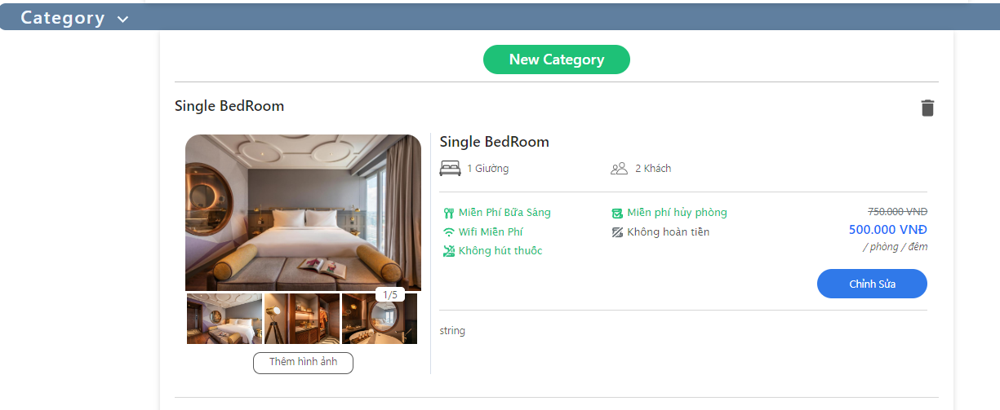 Category
New Category
Single BedRoom
Single BedRoom
1 Giường
2 Khách
Miễn Phí Bữa Sáng
Miễn phí hủy phòng
750.000 VND
Wifi Miễn Phí
Không hoàn tiền
500.000 VNĐ
Không hút thuốc
/ phòng / đêm
Chỉnh Sửa
1/5
string
Thêm hình ảnh